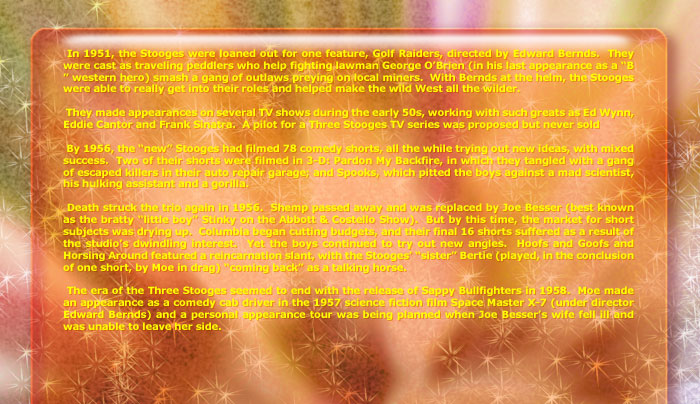 In 1951, the Stooges were loaned out for one feature, Golf Raiders, directed by Edward Bernds. They
were cast as traveling peddlers who help fighting lawman George O'Brien (in his last appearance as a "B
" western hero) smash a gang of outlaws preying on local miners. With Bernds at the helm, the Stooges
were able to really get into their roles and helped make the wild West all the wilder.
They made appearances on several TV shows during the early 50s, working with such greats as Ed Wynn,
Eddie Cantor and Frank Sinatra. A pilot for a Three Stooges TV series was proposed but never sold
By 1956, the "new" Stooges had filmed 78 comedy shorts, all the while trying out new ideas, with mixed
success. Two of their shorts were filmed in 3-D: Pardon My Backfire, in which they tangled with a gang
of escaped killers in their auto repair garage; and Spooks, which pitted the boys against a mad scientist,
his hulking assistant and a gorilla.
Death struck the trio again in 1956. Shemp passed away and was replaced by Joe Besser (best known
as the bratty "little boy" Stinky on the Abbott & Costello Show). But by this time, the market for short
subjects was drying up. Columbia began cutting budgets, and their final 16 shorts suffered as a result of
the studio's dwindling interest. Yet the boys continued to try out new angles. Hoofs and Goofs and
Horsing Around featured a reincarnation slant, with the Stooges' "sister" Bertie (played, in the conclusion
of one short, by Moe in drag) "coming back" as a talking horse.
The era of the Three Stooges seemed to end with the release of Sappy Bullfighters in 1958. Moe made
an appearance as a comedy cab driver in the 1957 science fiction film Space Master X-7 (under director
Edward Bernds) and a personal appearance tour was being planned when Joe Besser's wife fell ill and
was unable to leave her side.